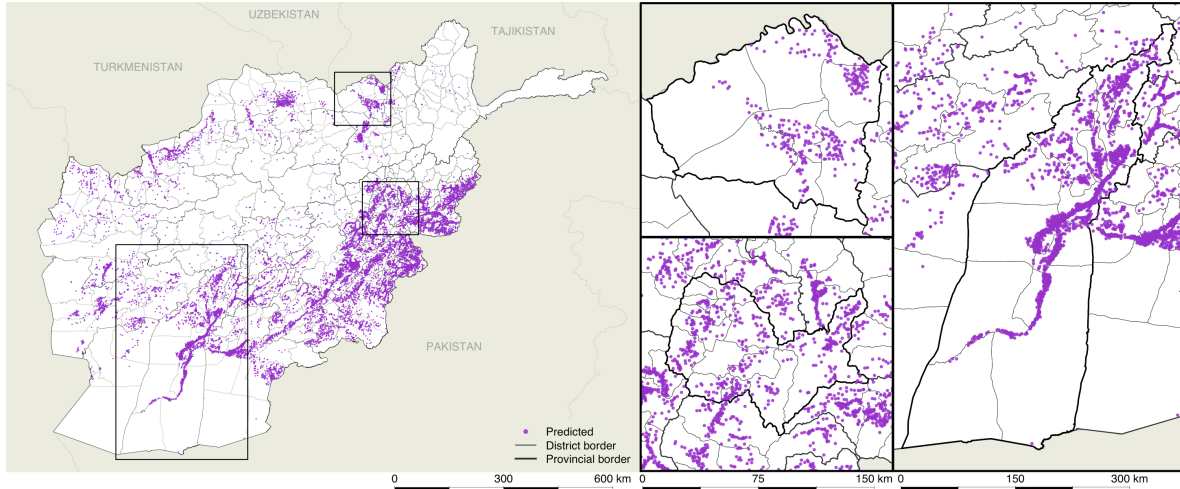 UZBEKISTAN
TAJIKISTAN
TURKMENISTAN
PAKISTAN
Predicted
District border
Provincial border
0 300 600 km
0 75 150 km
0 150 300 km